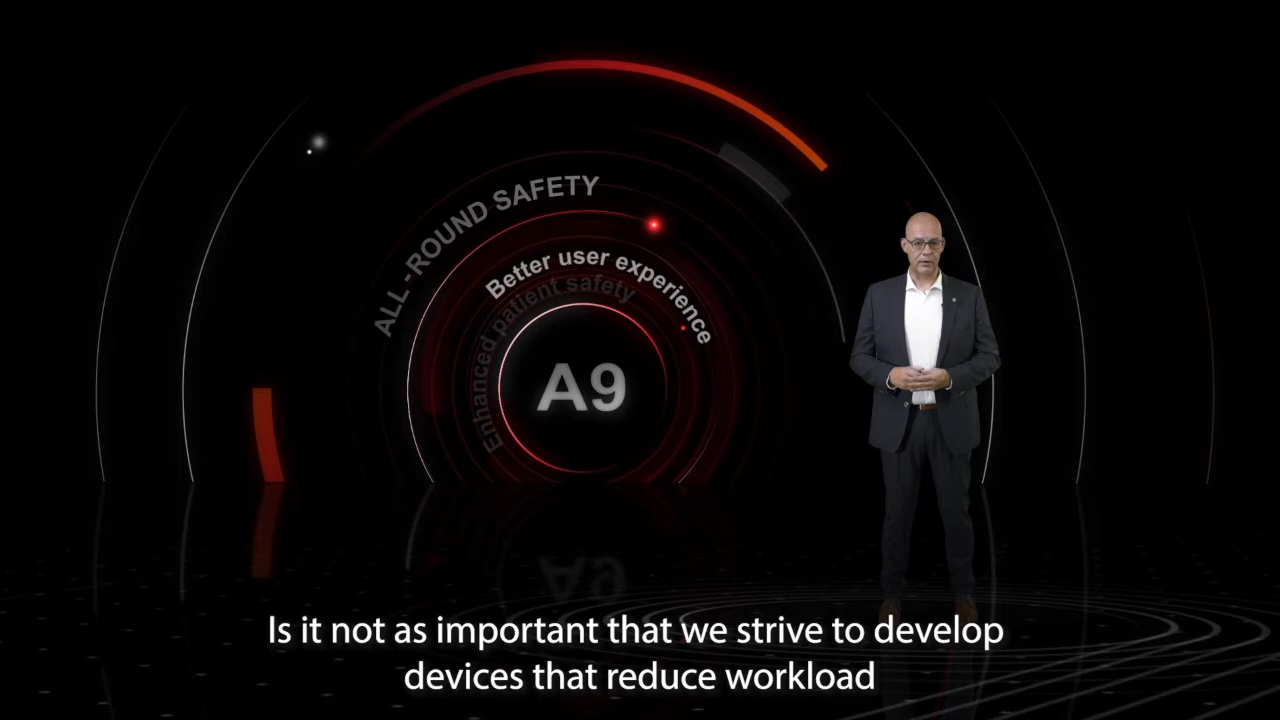 ALL-ROUND SAFETY
Better user experience
Enhanced patient safety
A9
Is it not as important that we strive to develop
devices that reduce workload